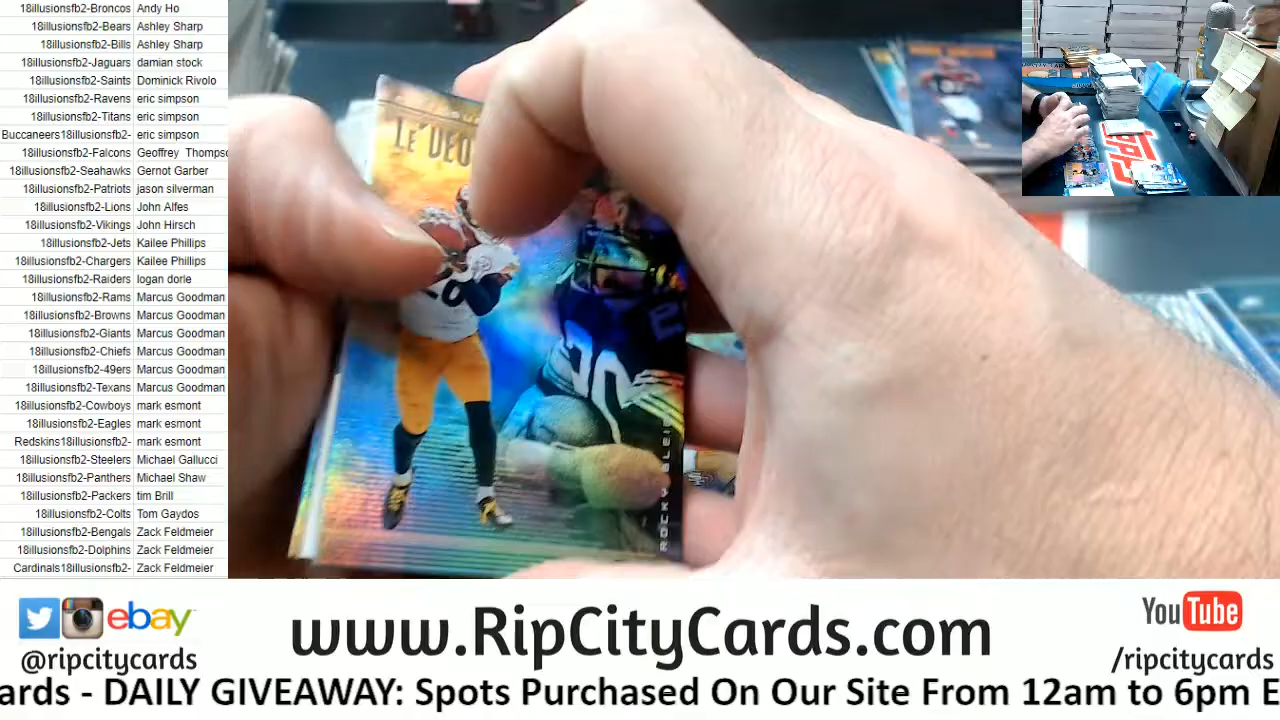 18illusionsfb2-Broncos Andy Ho
18illusionsfb2-Bears Ashley Sharp
18illusionsfb2-Bills Ashley Sharp
18illusionsfb2-Jaguars damian stock
18illusionsfb2-Saints Dominick Rivolo
18illusionsfb2-Ravens eric simpson
18illusionsfb2-Titans eric simpson
Buccaneers18illusionsfb2- eric simpson
18illusionsfb2-Falcons Geoffrey Thompso
18illusionsfb2-Seahawks Gernot Garber
18illusionsfb2-Patriots jason silverman
18illusionsfb2-Lions John Alfes
18illusionsfb2-Vikings John Hirsch
18illusionsfb2-Jets Kailee Phillips
18illusionsfb2-Chargers Kailee Phillips
18illusionsfb2-Raiders logan dorle
18illusionsfb2-Rams Marcus Goodman
18illusionsfb2-Browns Marcus Goodman
18illusionsfb2-Giants Marcus Goodman
18illusionsfb2-Chiefs Marcus Goodman
18illusionsfb2-49ers Marcus Goodman
18illusionsfb2-Texans Marcus Goodman
18illusionsfb2-Cowboys mark esmont
18illusionsfb2-Eagles mark esmont
Redskins18illusionsfb2- mark esmont
18illusionsfb2-Steelers Michael Gallucci
18illusionsfb2-Panthers Michael Shaw
18illusionsfb2-Packers tim Brill
18illusionsfb2-Colts Tom Gaydos
18illusionsfb2-Bengals Zack Feldmeier
18illusionsfb2-Dolphins Zack Feldmeier
Cardinals18illusionsfb2- Zack Feldmeier
LE'VEO
26
20
ROCKY BLEI
ebay
@ripcitycards
www.RipCityCards.com
YouTube
/ripcitycards
ards - DAILY GIVEAWAY: Spots Purchased On Our Site From 12am to 6pm E